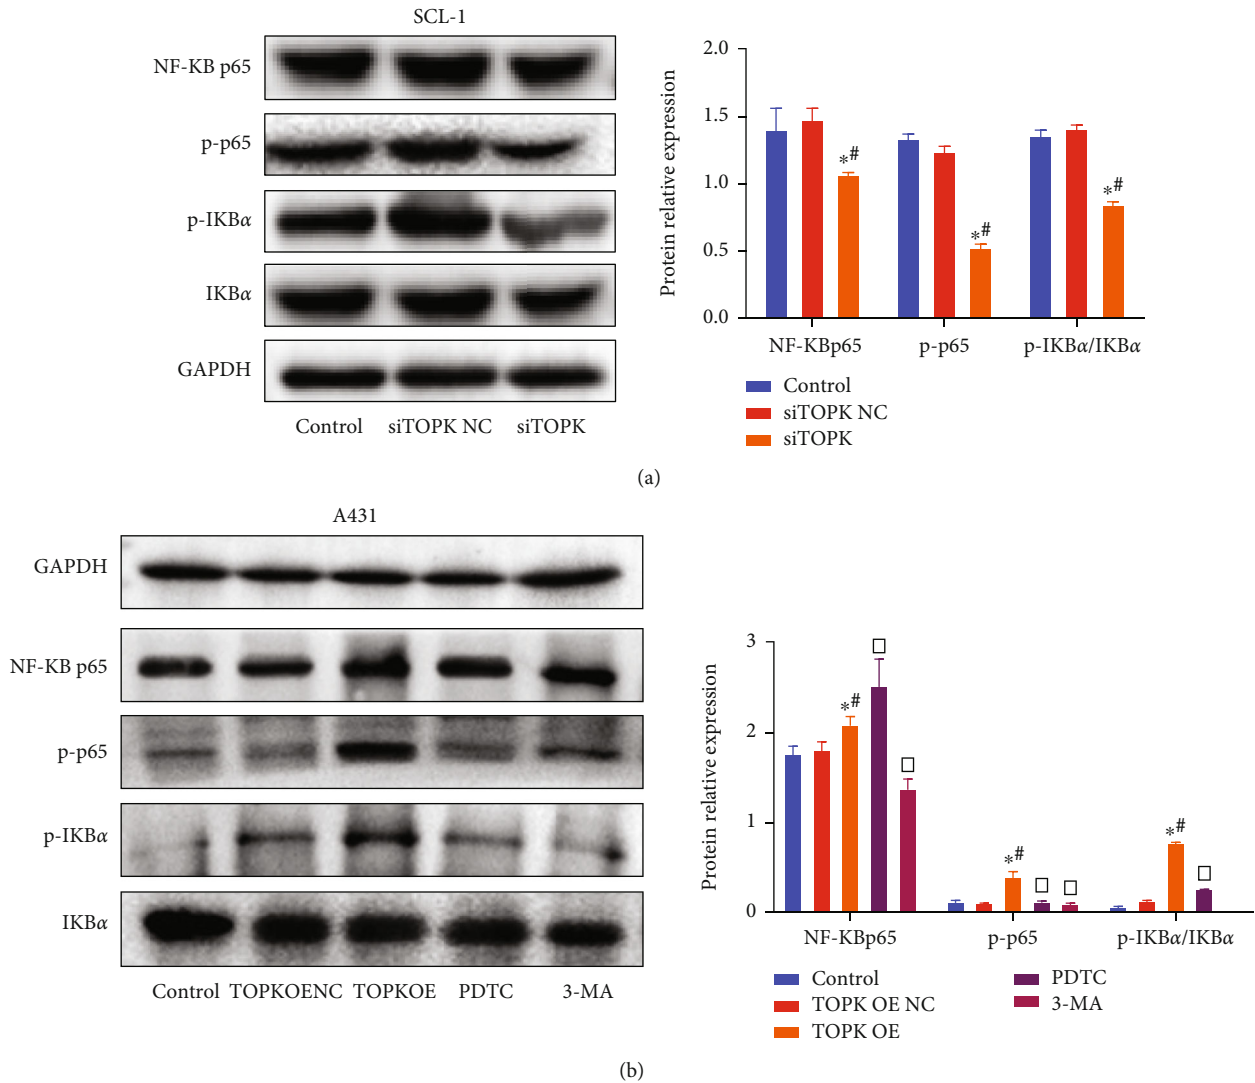 SCL-1
NF-KB p65
p-p65
p-IKBα
IKBα
GAPDH
Control siTOPK NC siTOPK
Protein relative expression
2.0
1.5
1.0
0.5
0.0
*# *# *#
NF-KBp65 p-p65 p-IKBα/IKBα
Control
siTOPK NC
siTOPK
(a)
A431
GAPDH
NF-KB p65
p-p65
p-IKBα
IKBα
Control TOPKOENC TOPKOE PDTC 3-MA
Protein relative expression
3
2
1
0
*# □ □ *# □ □ *# □
NF-KBp65 p-p65 p-IKBα/IKBα
Control
TOPK OE NC
TOPK OE
PDTC
3-MA
(b)